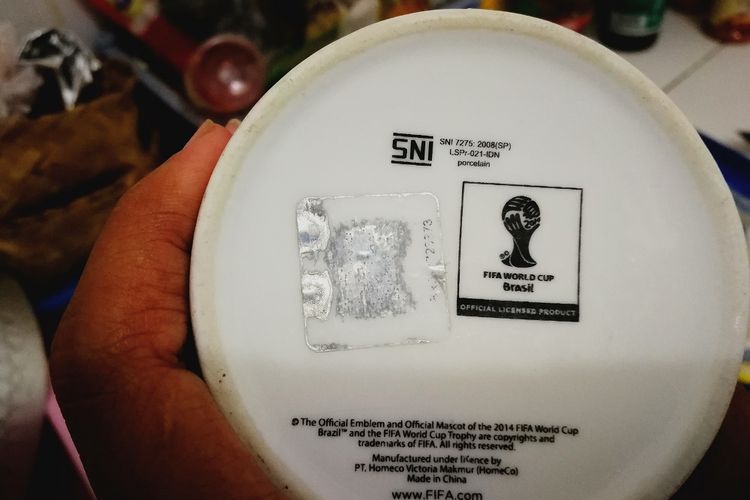 SNI
SNI 7275: 2008(SP)
LSPr-021-IDN
porcelain
FIFA WORLD CUP
Brasil
OFFICIAL LICENSED PRODUCT
© The Official Emblem and Official Mascot of the 2014 FIFA World Cup
Brazil™ and the FIFA World Cup Trophy are copyrights and
trademarks of FIFA. All rights reserved.
Manufactured under licence by
PT. Homeco Victoria Makmur (HomeCo)
Made in China
www.FIFA.com